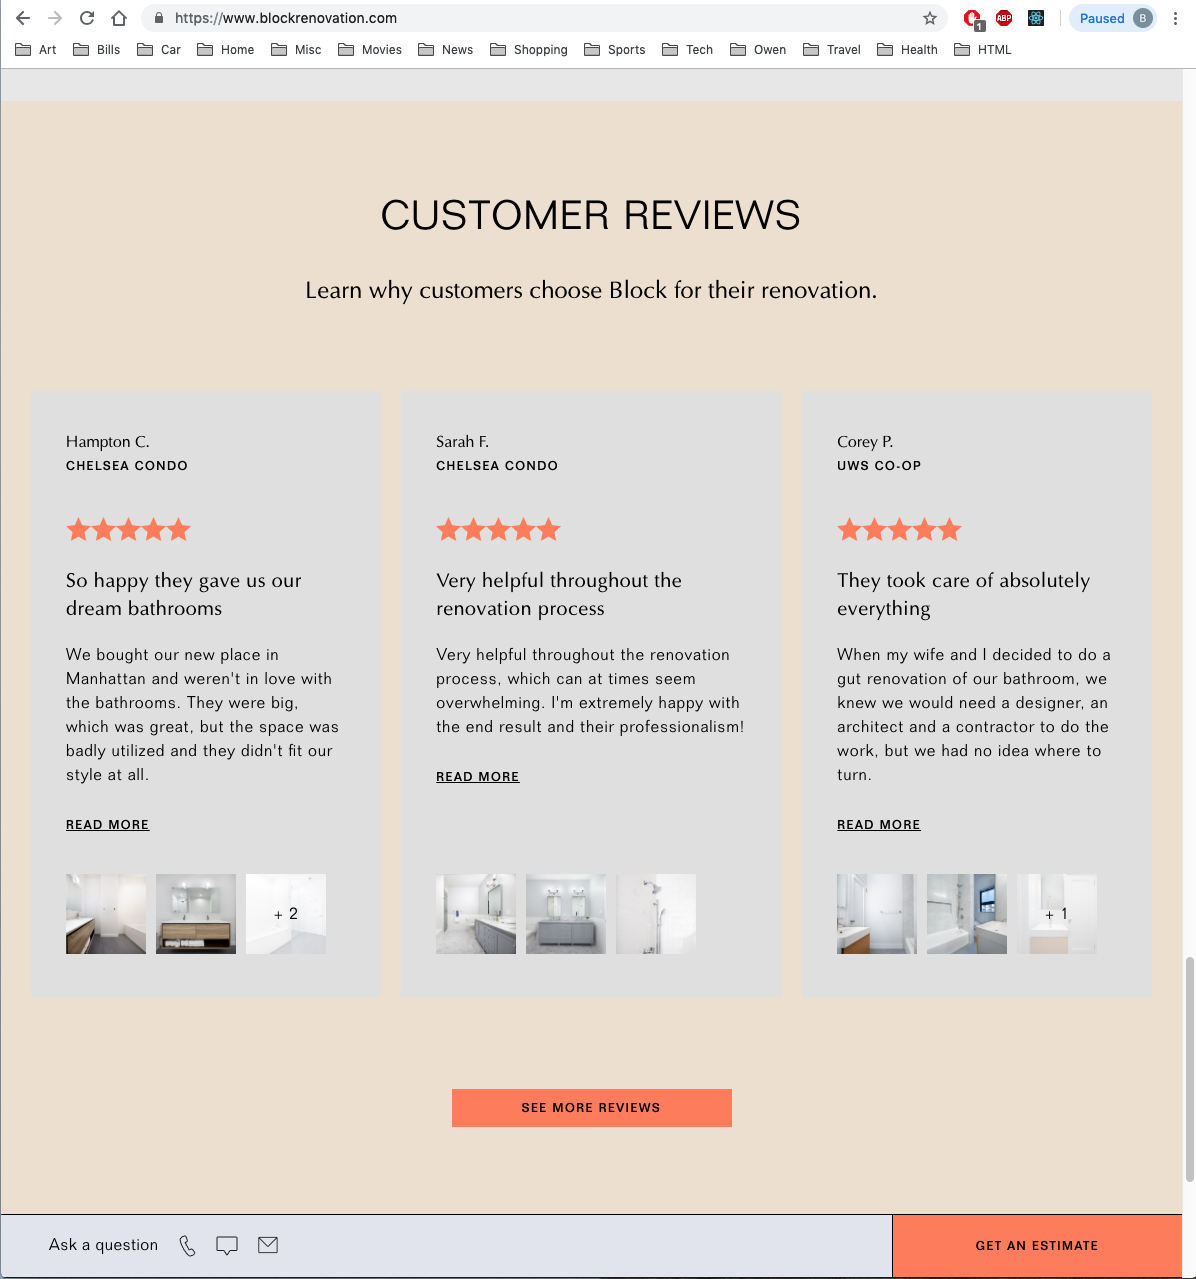 https://www.blockrenovation.com
1
ABP
Paused
B
Art
Bills
Car
Home
Misc
Movies
News
Shopping
Sports
Tech
Owen
Travel
Health
HTML
CUSTOMER REVIEWS
Learn why customers choose Block for their renovation.
Hampton C.
CHELSEA CONDO
So happy they gave us our
dream bathrooms
We bought our new place in
Manhattan and weren't in love with
the bathrooms. They were big,
which was great, but the space was
badly utilized and they didn't fit our
style at all.
READ MORE
+ 2
Sarah F.
CHELSEA CONDO
Very helpful throughout the
renovation process
Very helpful throughout the renovation
process, which can at times seem
overwhelming. I'm extremely happy with
the end result and their professionalism!
READ MORE
Corey P.
UWS CO-OP
They took care of absolutely
everything
When my wife and I decided to do a
gut renovation of our bathroom, we
knew we would need a designer, an
architect and a contractor to do the
work, but we had no idea where to
turn.
READ MORE
+ 1
SEE MORE REVIEWS
Ask a question
GET AN ESTIMATE